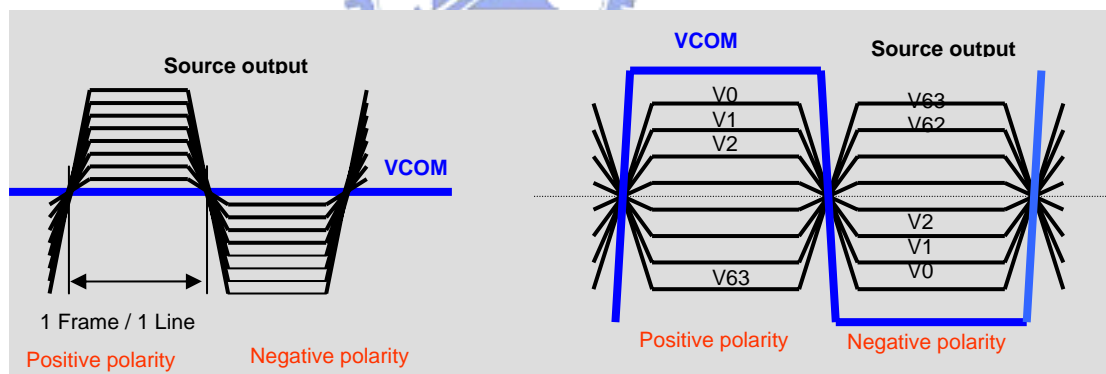 Source output
VCOM
1 Frame / 1 Line
Positive polarity
Negative polarity
VCOM
Source output
V0
V1
V2
V63
V63
V62
V2
V1
V0
Positive polarity
Negative polarity